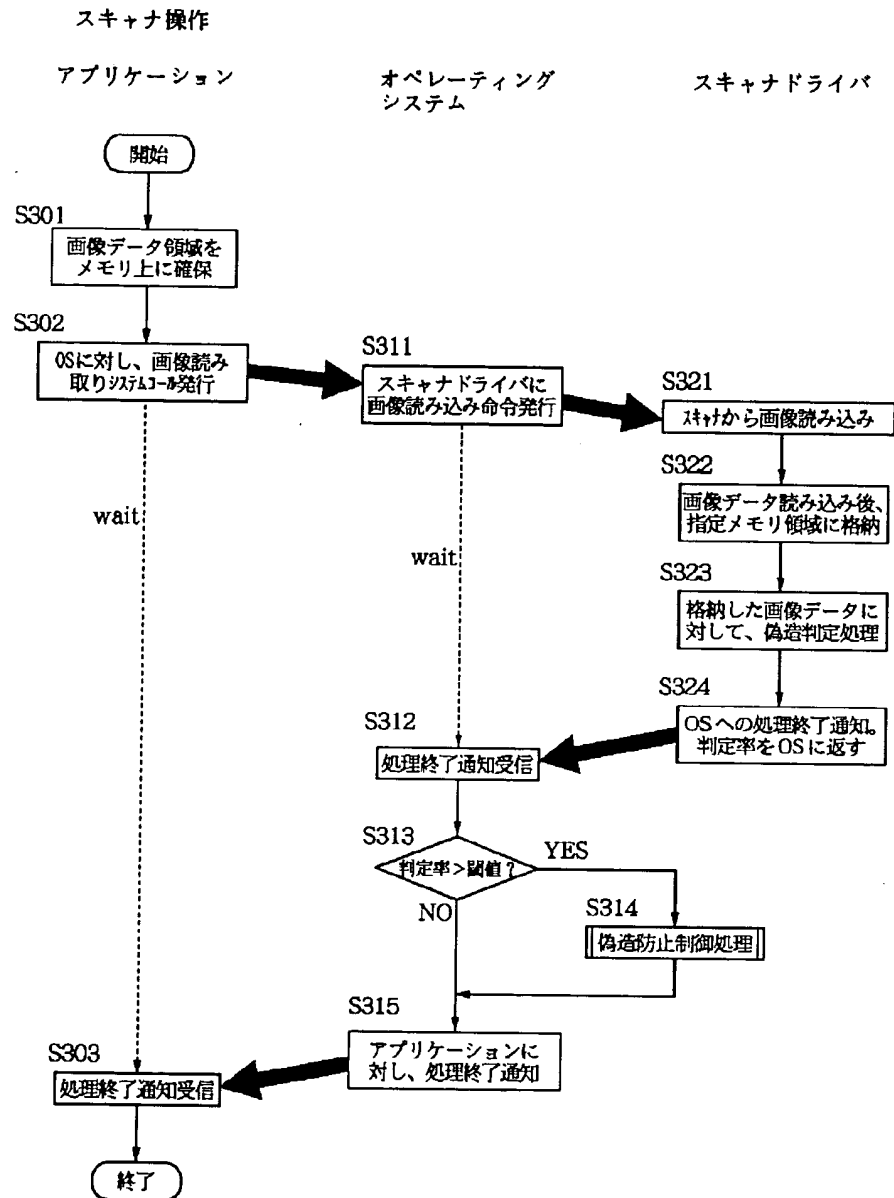 スキャナ操作
アプリケーション
オペレーティング
システム
スキャナドライバ
開始
S301
画像データ領域を
メモリ上に確保
S302
OSに対し、画像読み
取りシステムコール発行
S311
スキャナドライバに
画像読み込み命令発行
S321
スキャナから画像読み込み
S322
画像データ読み込み後、
指定メモリ領域に格納
wait
wait
S323
格納した画像データに
対して、偽造判定処理
S324
OSへの処理終了通知。
判定率をOSに返す
S312
処理終了通知受信
S313
判定率>閾値?
YES
NO
S314
偽造防止制御処理
S315
アプリケーションに
対し、処理終了通知
S303
処理終了通知受信
終了